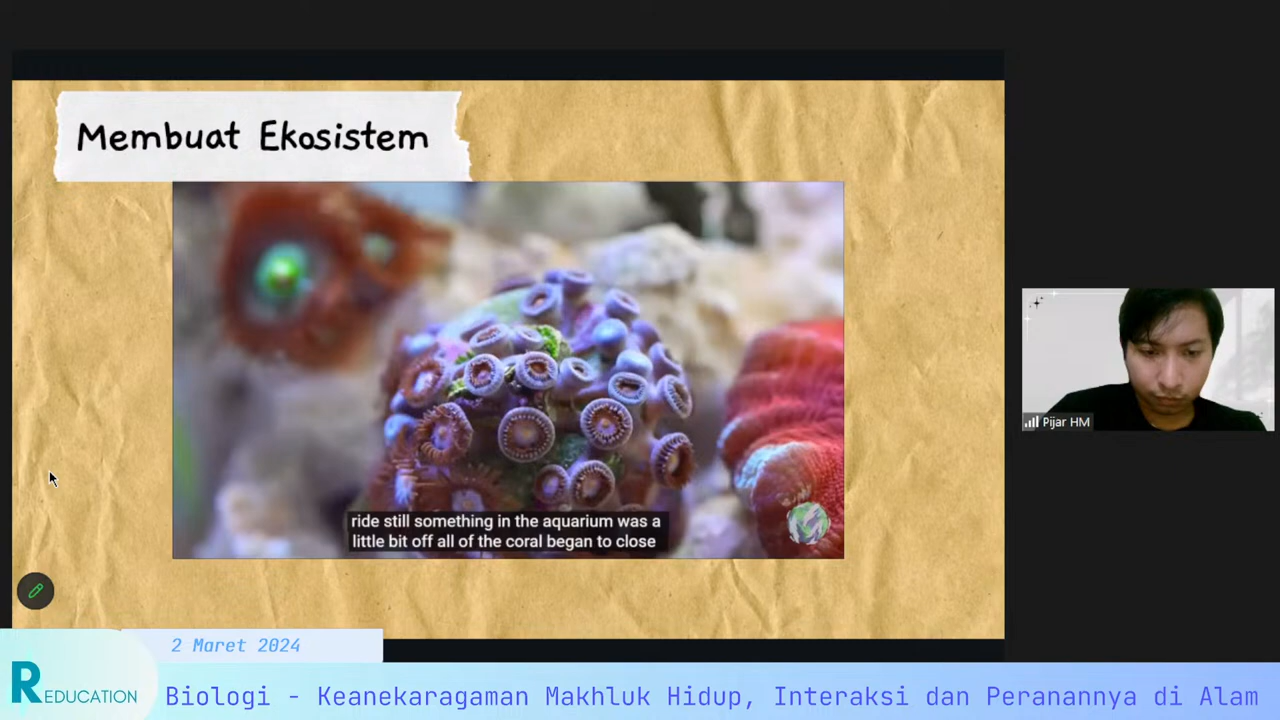 Membuat Ekosistem
ride still something in the aquarium was a
little bit off all of the coral began to close
Pijar HM
2 Maret 2024
REDUCATION
Biologi - Keanekaragaman Makhluk Hidup, Interaksi dan Peranannya di Alam